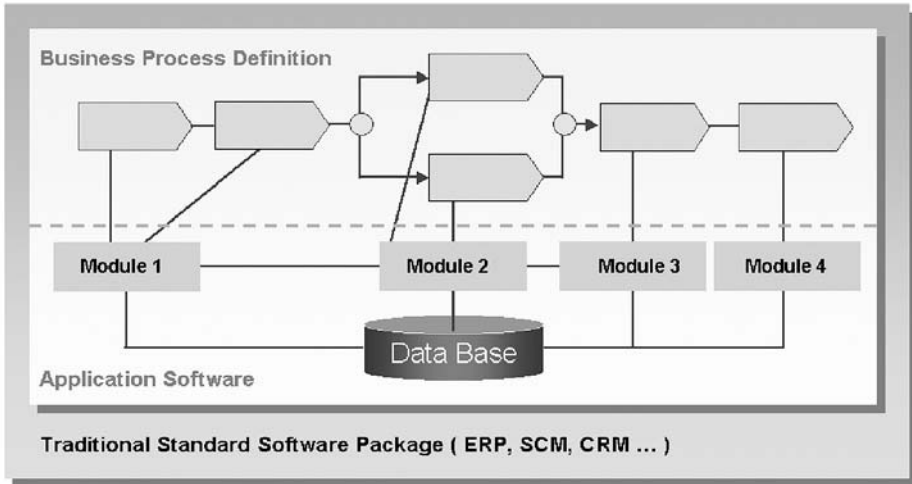 Business Process Definition
Module 1
Module 2
Module 3
Module 4
Data Base
Application Software
Traditional Standard Software Package ( ERP, SCM, CRM ... )